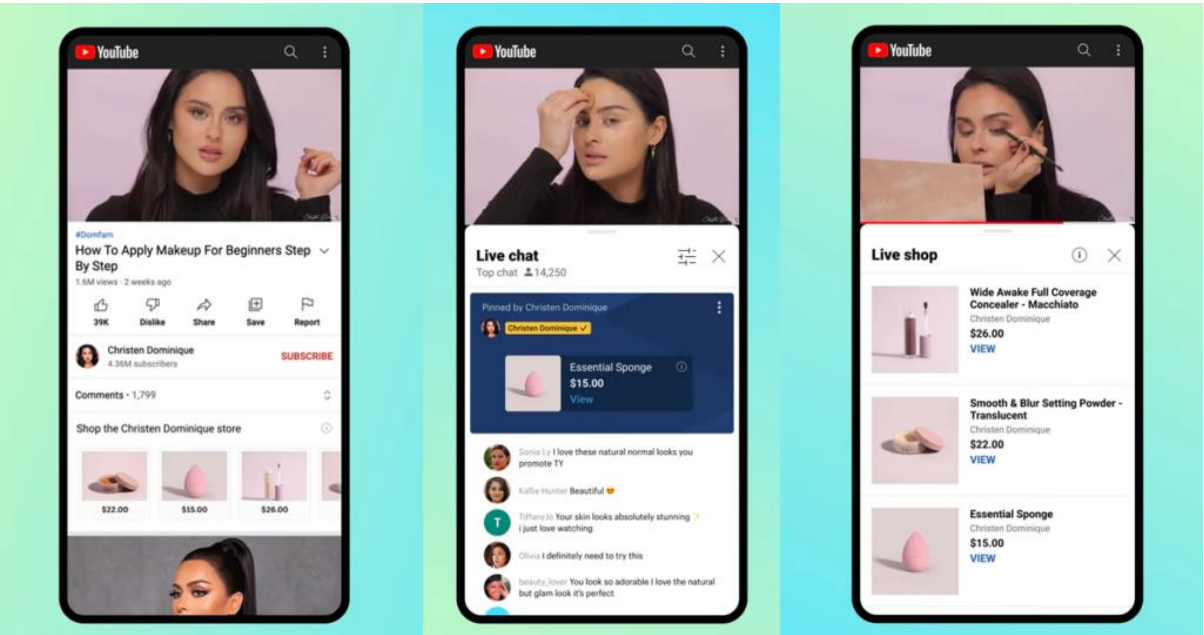 YouTube
#Domfam
How To Apply Makeup For Beginners Step
By Step
1.6M views · 2 weeks ago
39K
Dislike
Share
Save
Report
Christen Dominique
4.36M subscribers
SUBSCRIBE
Comments · 1,799
Shop the Christen Dominique store
$22.00
$15.00
$26.00
YouTube
Live chat
Top chat 14,250
Pinned by Christen Dominique
Christen Dominique
Essential Sponge
$15.00
View
Sonia Ly I love these natural normal looks you
promote TY
Kallie Hunter Beautiful 😍
T
TiffanyJo Your skin looks absolutely stunning ✨
i just love watching
Olivia I definitely need to try this
beauty_lover You look so adorable I love the natural
but glam look it's perfect
YouTube
Live shop
Wide Awake Full Coverage
Concealer - Macchiato
Christen Dominique
$26.00
VIEW
Smooth & Blur Setting Powder -
Translucent
Christen Dominique
$22.00
VIEW
Essential Sponge
Christen Dominique
$15.00
VIEW